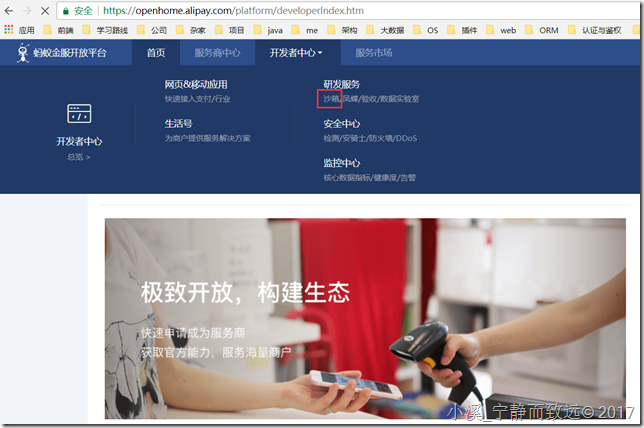 安全 https://openhome.alipay.com/platform/developerIndex.htm
应用 前端 学习路线 公司 杂家 项目 java me 架构 大数据 OS 插件 web ORM 认证与鉴权
蚂蚁金服开放平台 首页 服务商中心 开发者中心 服务市场
开发者中心
总览 >
网页&移动应用
快速接入支付/行业
生活号
为商户提供服务解决方案
研发服务
沙箱/凤蝶/验收/数据实验室
安全中心
检测/安骑士/防火墙/DDoS
监控中心
核心数据指标/健康度/告警
极致开放，构建生态
快速申请成为服务商
获取官方能力，服务海量商户
小溪_宁静而致远© 2017